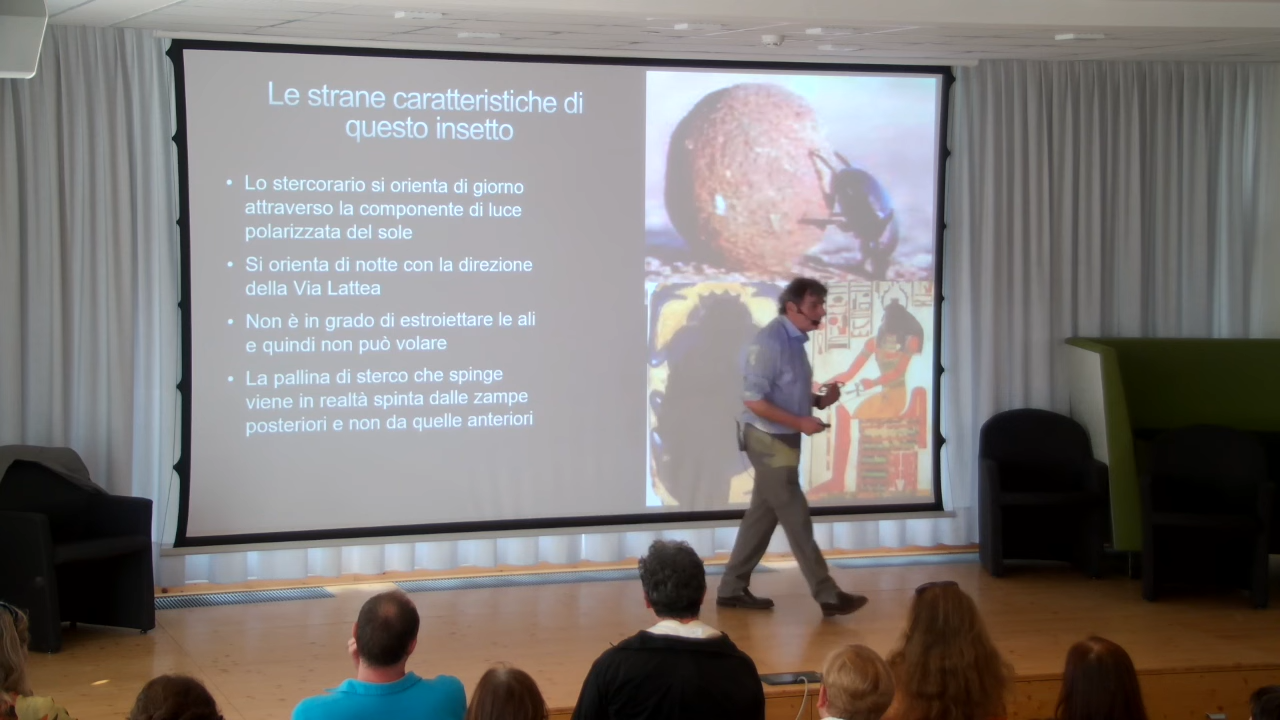 Le strane caratteristiche di
questo insetto
• Lo stercorario si orienta di giorno
attraverso la componente di luce
polarizzata del sole
• Si orienta di notte con la direzione
della Via Lattea
• Non è in grado di estroiettare le ali
e quindi non può volare
• La pallina di sterco che spinge
viene in realtà spinta dalle zampe
posteriori e non da quelle anteriori